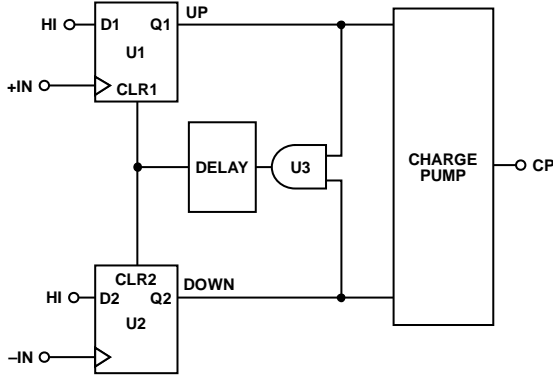 UP
HI D1 Q1
U1
+IN
CLR1
DELAY
U3
CHARGE
PUMP
CP
CLR2
DOWN
HI D2 Q2
U2
–IN